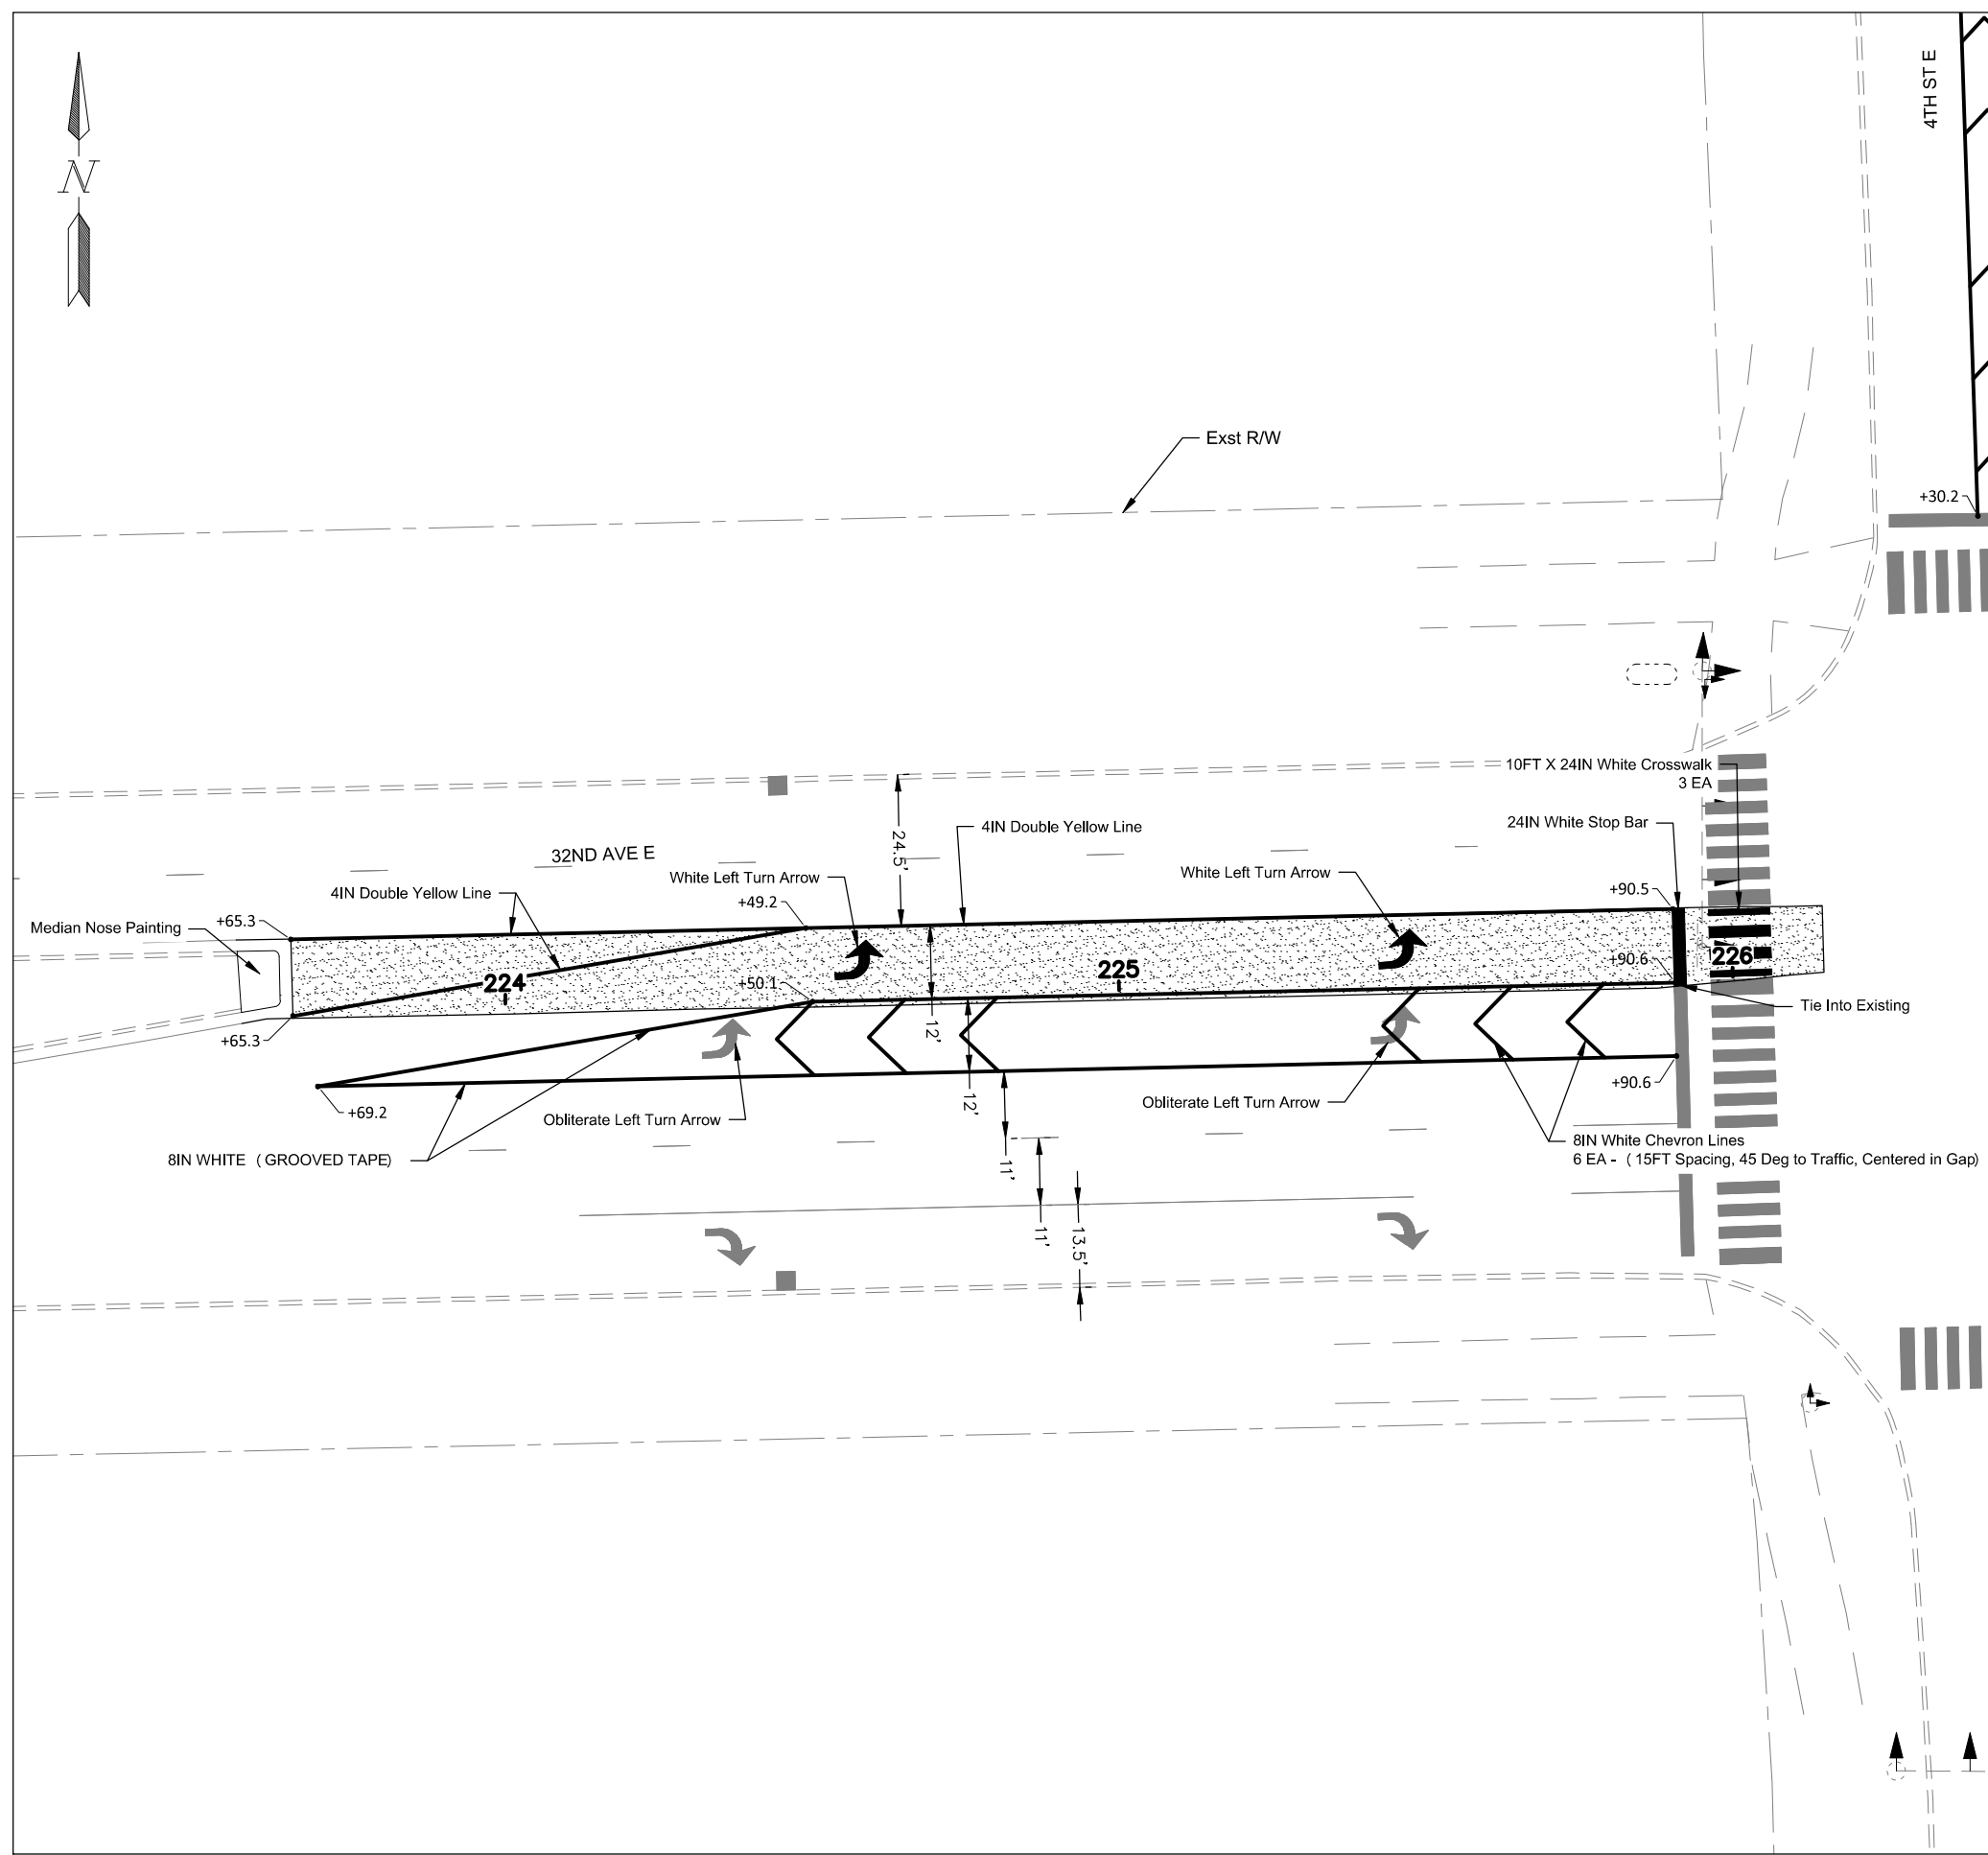 4TH ST E
N
Exst R/W
+30.2
10FT X 24IN White Crosswalk
3 EA
24IN White Stop Bar
4IN Double Yellow Line
24.5'
32ND AVE E
White Left Turn Arrow
White Left Turn Arrow
4IN Double Yellow Line
+49.2
+90.5
Median Nose Painting
+65.3
224
225
226
+90.6
+50.1
Tie Into Existing
+65.3
12'
+90.6
12'
+69.2
Obliterate Left Turn Arrow
Obliterate Left Turn Arrow
8IN WHITE (GROOVED TAPE)
8IN White Chevron Lines
6 EA - (15FT Spacing, 45 Deg to Traffic, Centered in Gap)
11'
11'
13.5'